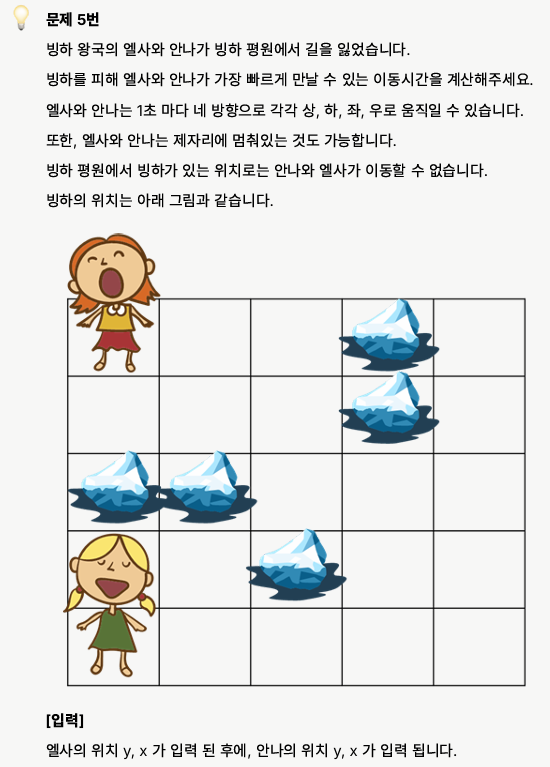 문제 5번
빙하 왕국의 엘사와 안나가 빙하 평원에서 길을 잃었습니다.
빙하를 피해 엘사와 안나가 가장 빠르게 만날 수 있는 이동시간을 계산해주세요.
엘사와 안나는 1초 마다 네 방향으로 각각 상, 하, 좌, 우로 움직일 수 있습니다.
또한, 엘사와 안나는 제자리에 멈춰있는 것도 가능합니다.
빙하 평원에서 빙하가 있는 위치로는 안나와 엘사가 이동할 수 없습니다.
빙하의 위치는 아래 그림과 같습니다.
[입력]
엘사의 위치 y, x 가 입력 된 후에, 안나의 위치 y, x 가 입력 됩니다.